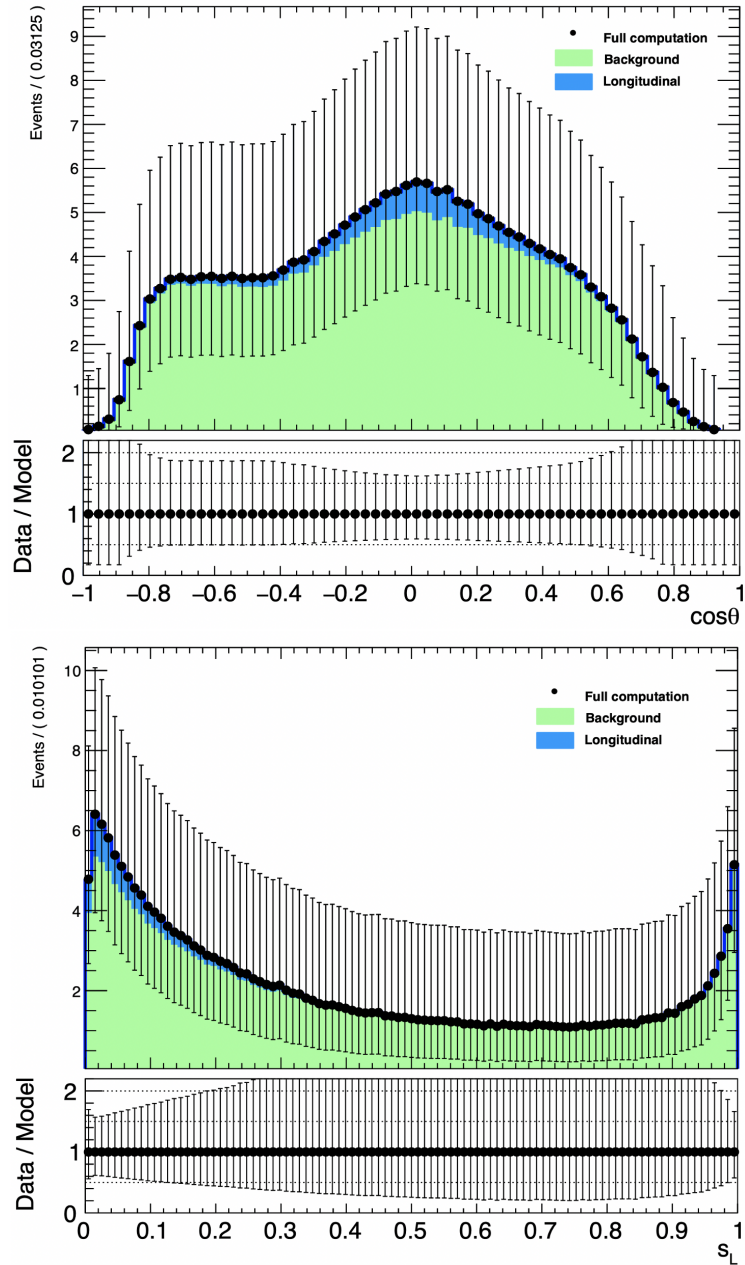 Events / ( 0.03125 )
9
8
7
6
5
4
3
2
1
Full computation
Background
Longitudinal
Data / Model
2
1
0
−1 −0.8 −0.6 −0.4 −0.2 0 0.2 0.4 0.6 0.8 1
cosθ
Events / ( 0.010101 )
10
8
6
4
2
Full computation
Background
Longitudinal
Data / Model
2
1
0
0 0.1 0.2 0.3 0.4 0.5 0.6 0.7 0.8 0.9 1
s_L